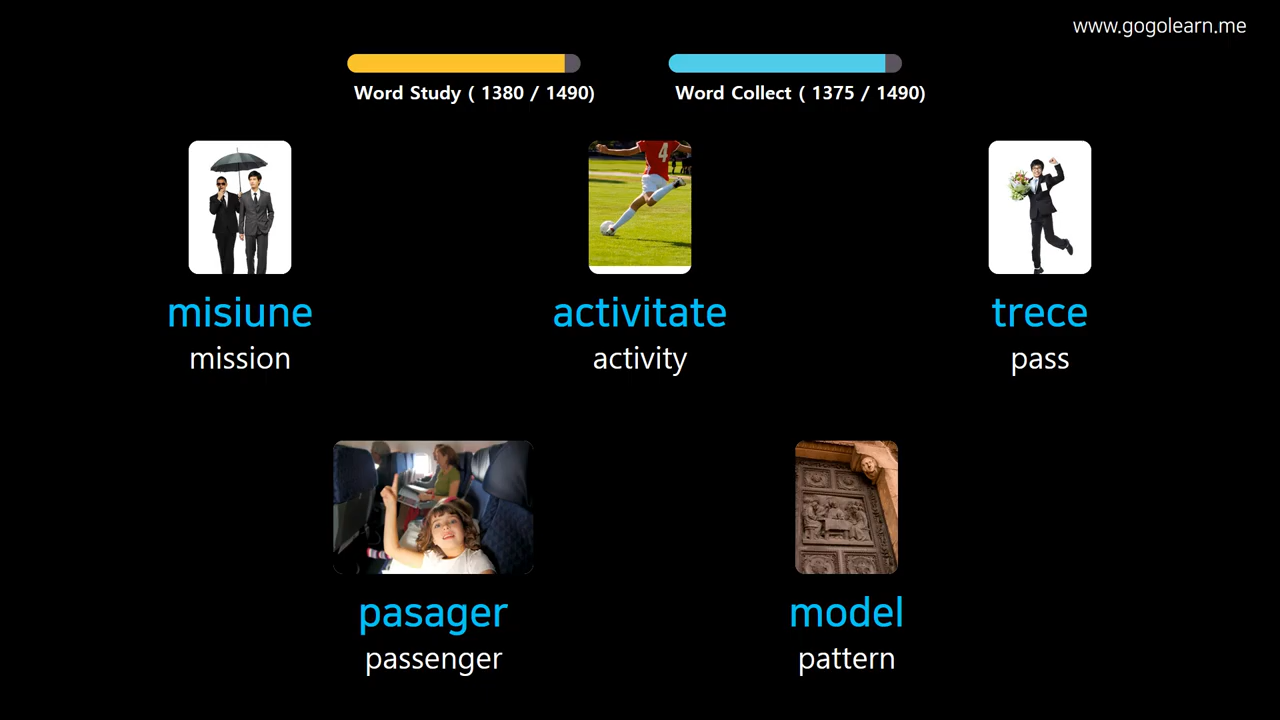 www.gogolearn.me
Word Study ( 1380 / 1490)
Word Collect ( 1375 / 1490)
4
misiune
mission
activitate
activity
trece
pass
pasager
passenger
model
pattern